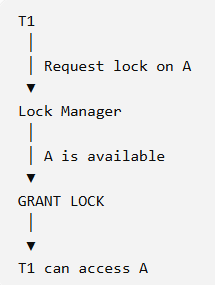 T1
Request lock on A
Lock Manager
A is available
GRANT LOCK
T1 can access A